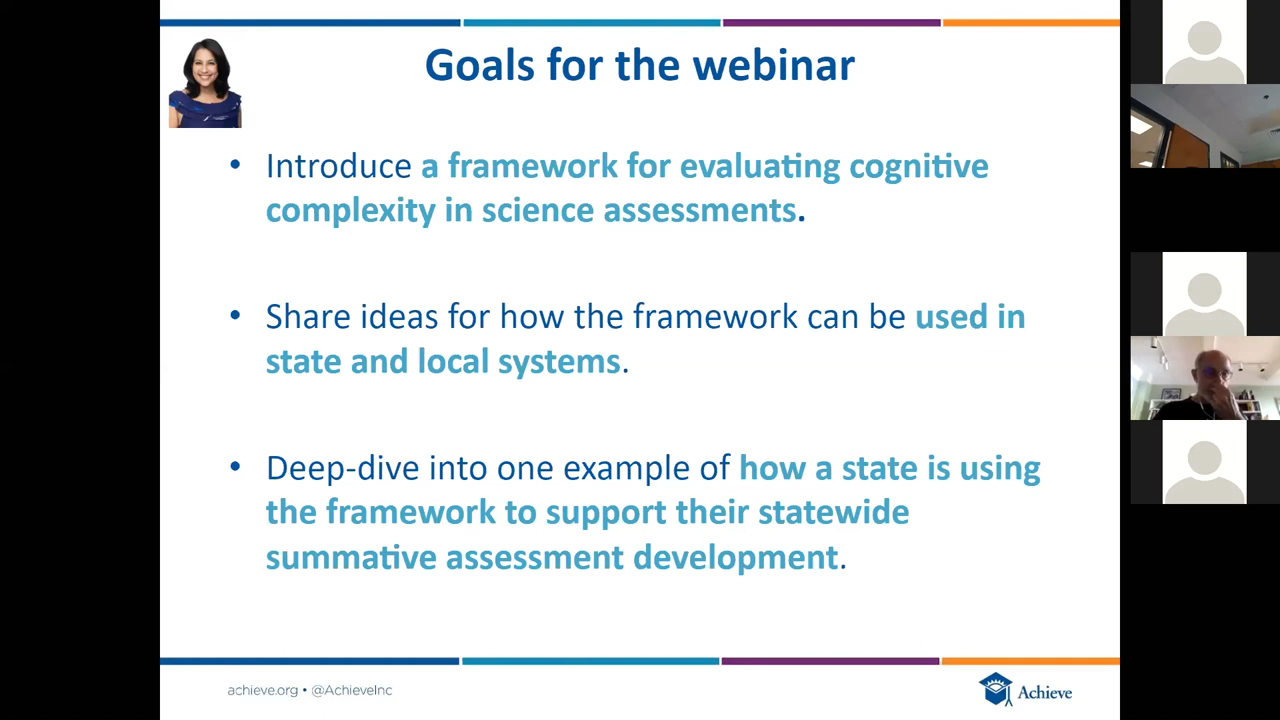 Goals for the webinar
• Introduce a framework for evaluating cognitive
complexity in science assessments.
• Share ideas for how the framework can be used in
state and local systems.
• Deep-dive into one example of how a state is using
the framework to support their statewide
summative assessment development.
achieve.org • @AchieveInc
Achieve